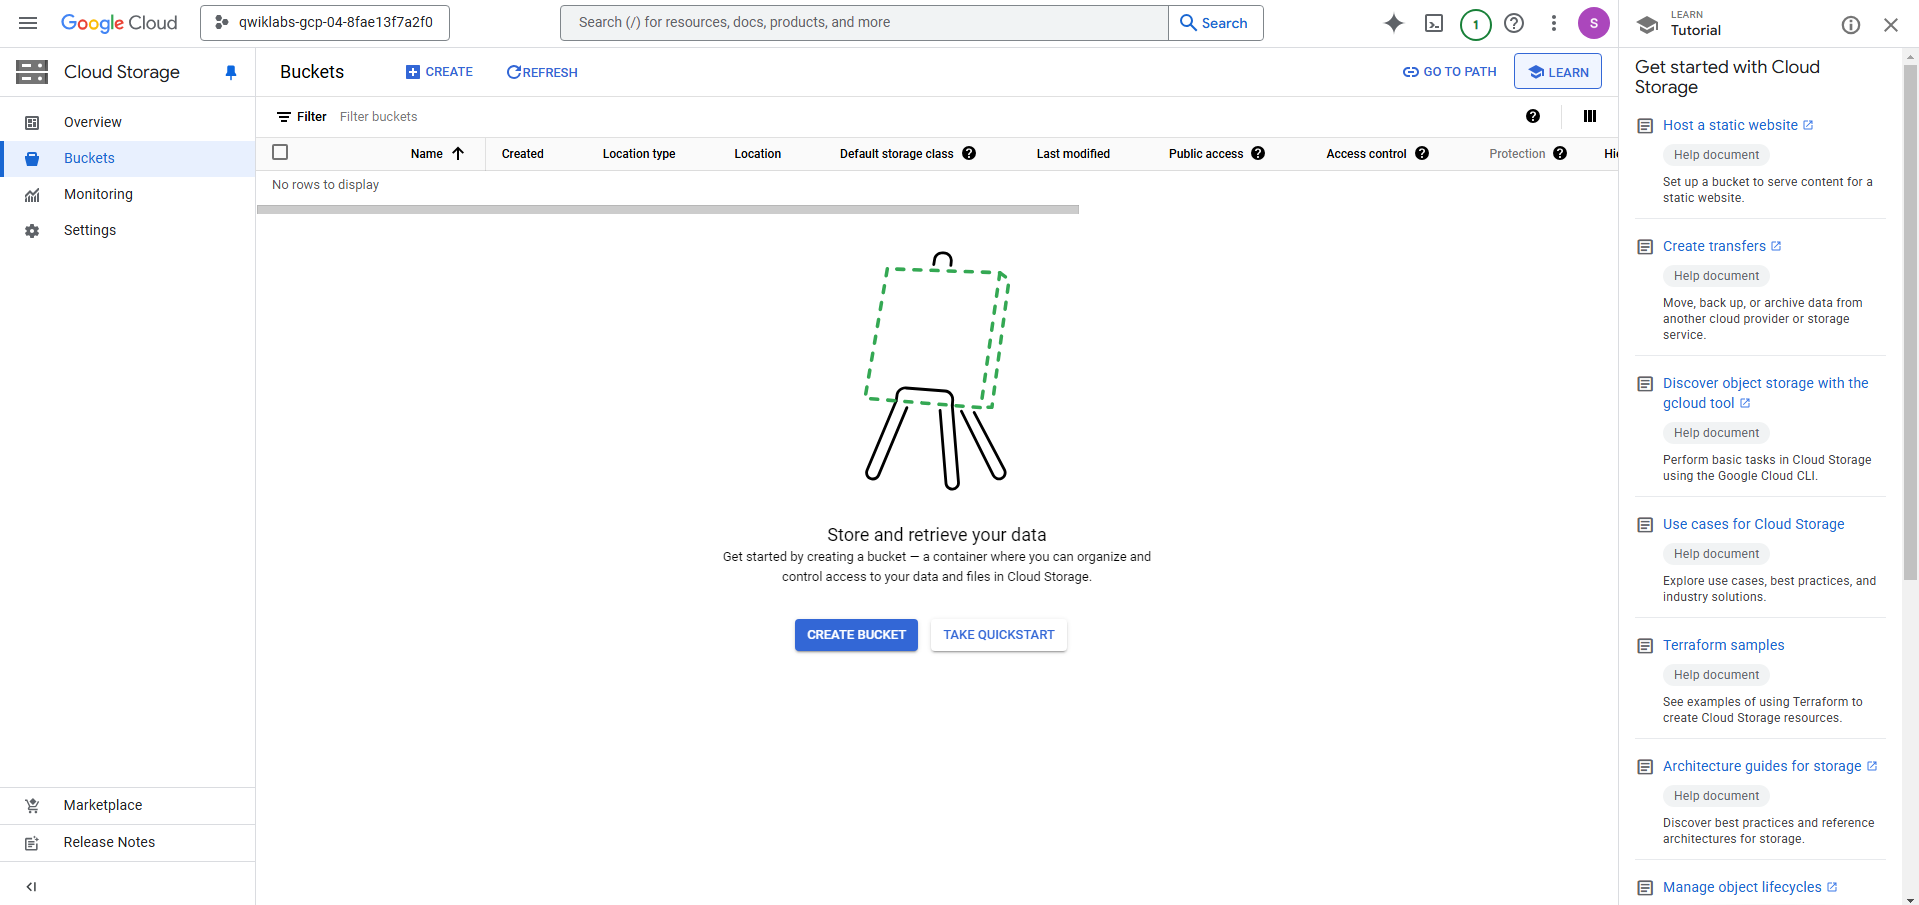 Google Cloud
qwiklabs-gcp-04-8fae13f7a2f0
Search (/) for resources, docs, products, and more
Search
1
S
LEARN
Tutorial
Cloud Storage
Overview
Buckets
Monitoring
Settings
Marketplace
Release Notes
Buckets
CREATE
REFRESH
GO TO PATH
LEARN
Filter
Filter buckets
Name
Created
Location type
Location
Default storage class
Last modified
Public access
Access control
Protection
No rows to display
Store and retrieve your data
Get started by creating a bucket — a container where you can organize and
control access to your data and files in Cloud Storage.
CREATE BUCKET
TAKE QUICKSTART
Get started with Cloud
Storage
Host a static website
Help document
Set up a bucket to serve content for a
static website.
Create transfers
Help document
Move, back up, or archive data from
another cloud provider or storage
service.
Discover object storage with the
gcloud tool
Help document
Perform basic tasks in Cloud Storage
using the Google Cloud CLI.
Use cases for Cloud Storage
Help document
Explore use cases, best practices, and
industry solutions.
Terraform samples
Help document
See examples of using Terraform to
create Cloud Storage resources.
Architecture guides for storage
Help document
Discover best practices and reference
architectures for storage.
Manage object lifecycles